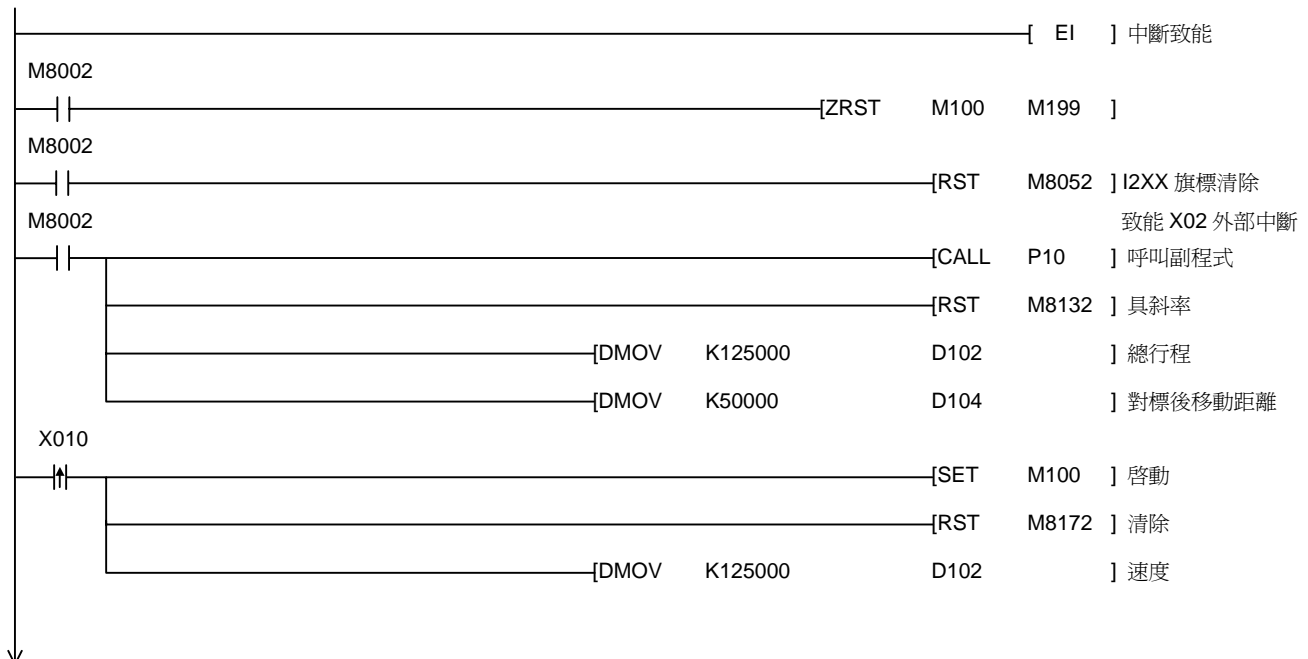 [ EI ] 中斷致能
M8002
[ZRST M100 M199 ]
M8002
[RST M8052 ] I2XX 旗標清除
M8002 致能 X02 外部中斷
[CALL P10 ] 呼叫副程式
[RST M8132 ] 具斜率
[DMOV K125000 D102 ] 總行程
[DMOV K50000 D104 ] 對標後移動距離
X010
[SET M100 ] 啓動
[RST M8172 ] 清除
[DMOV K125000 D102 ] 速度